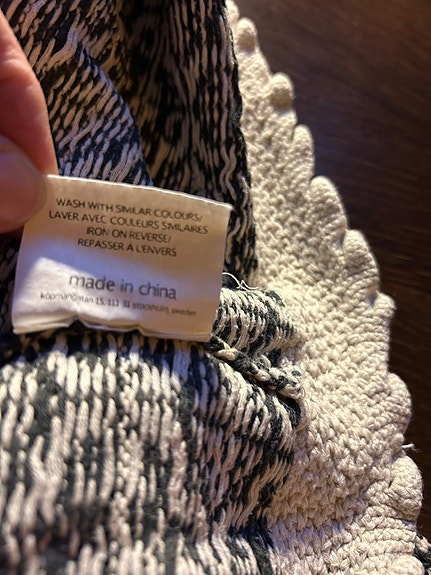 WASH WITH SIMILAR COLOURS/
LAVER AVEC COULEURS SIMILAIRES
IRON ON REVERSE/
REPASSER À L'ENVERS
made in china
köpmangatan 15, 111 31 stockholm, sweden